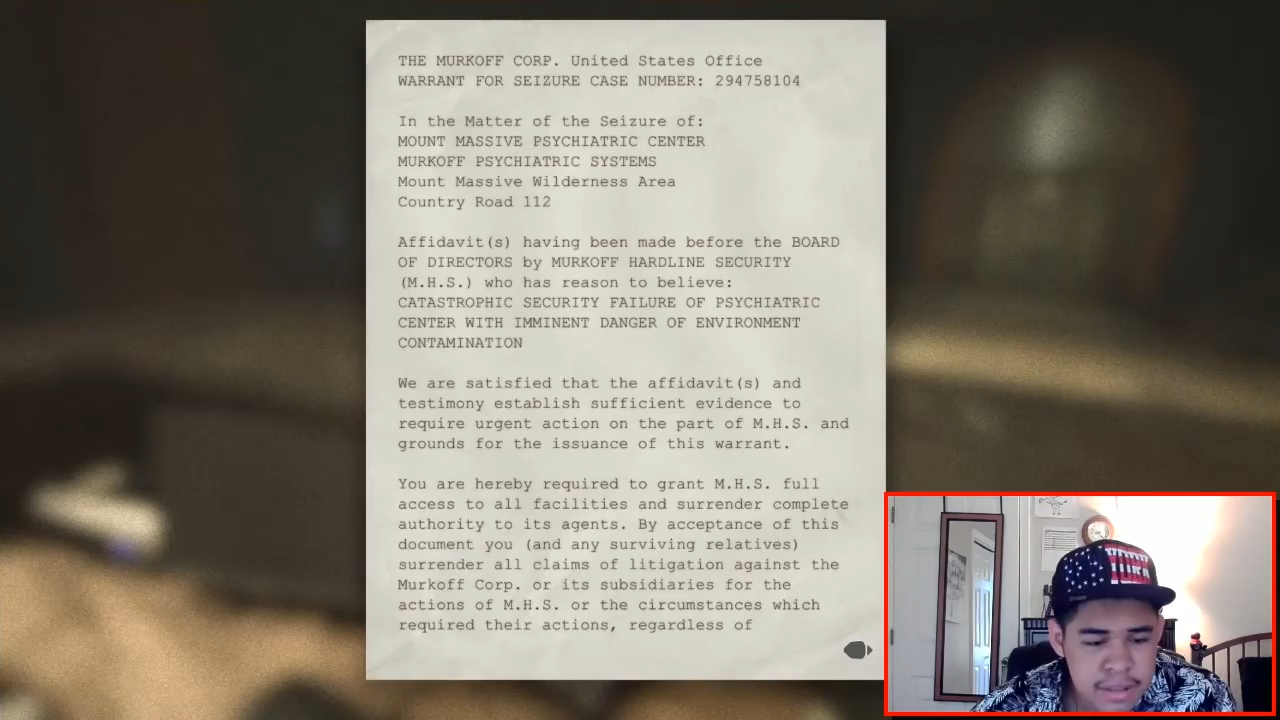 THE MURKOFF CORP. United States Office
WARRANT FOR SEIZURE CASE NUMBER: 294758104
In the Matter of the Seizure of:
MOUNT MASSIVE PSYCHIATRIC CENTER
MURKOFF PSYCHIATRIC SYSTEMS
Mount Massive Wilderness Area
Country Road 112
Affidavit(s) having been made before the BOARD
OF DIRECTORS by MURKOFF HARDLINE SECURITY
(M.H.S.) who has reason to believe:
CATASTROPHIC SECURITY FAILURE OF PSYCHIATRIC
CENTER WITH IMMINENT DANGER OF ENVIRONMENT
CONTAMINATION
We are satisfied that the affidavit(s) and
testimony establish sufficient evidence to
require urgent action on the part of M.H.S. and
grounds for the issuance of this warrant.
You are hereby required to grant M.H.S. full
access to all facilities and surrender complete
authority to its agents. By acceptance of this
document you (and any surviving relatives)
surrender all claims of litigation against the
Murkoff Corp. or its subsidiaries for the
actions of M.H.S. or the circumstances which
required their actions, regardless of